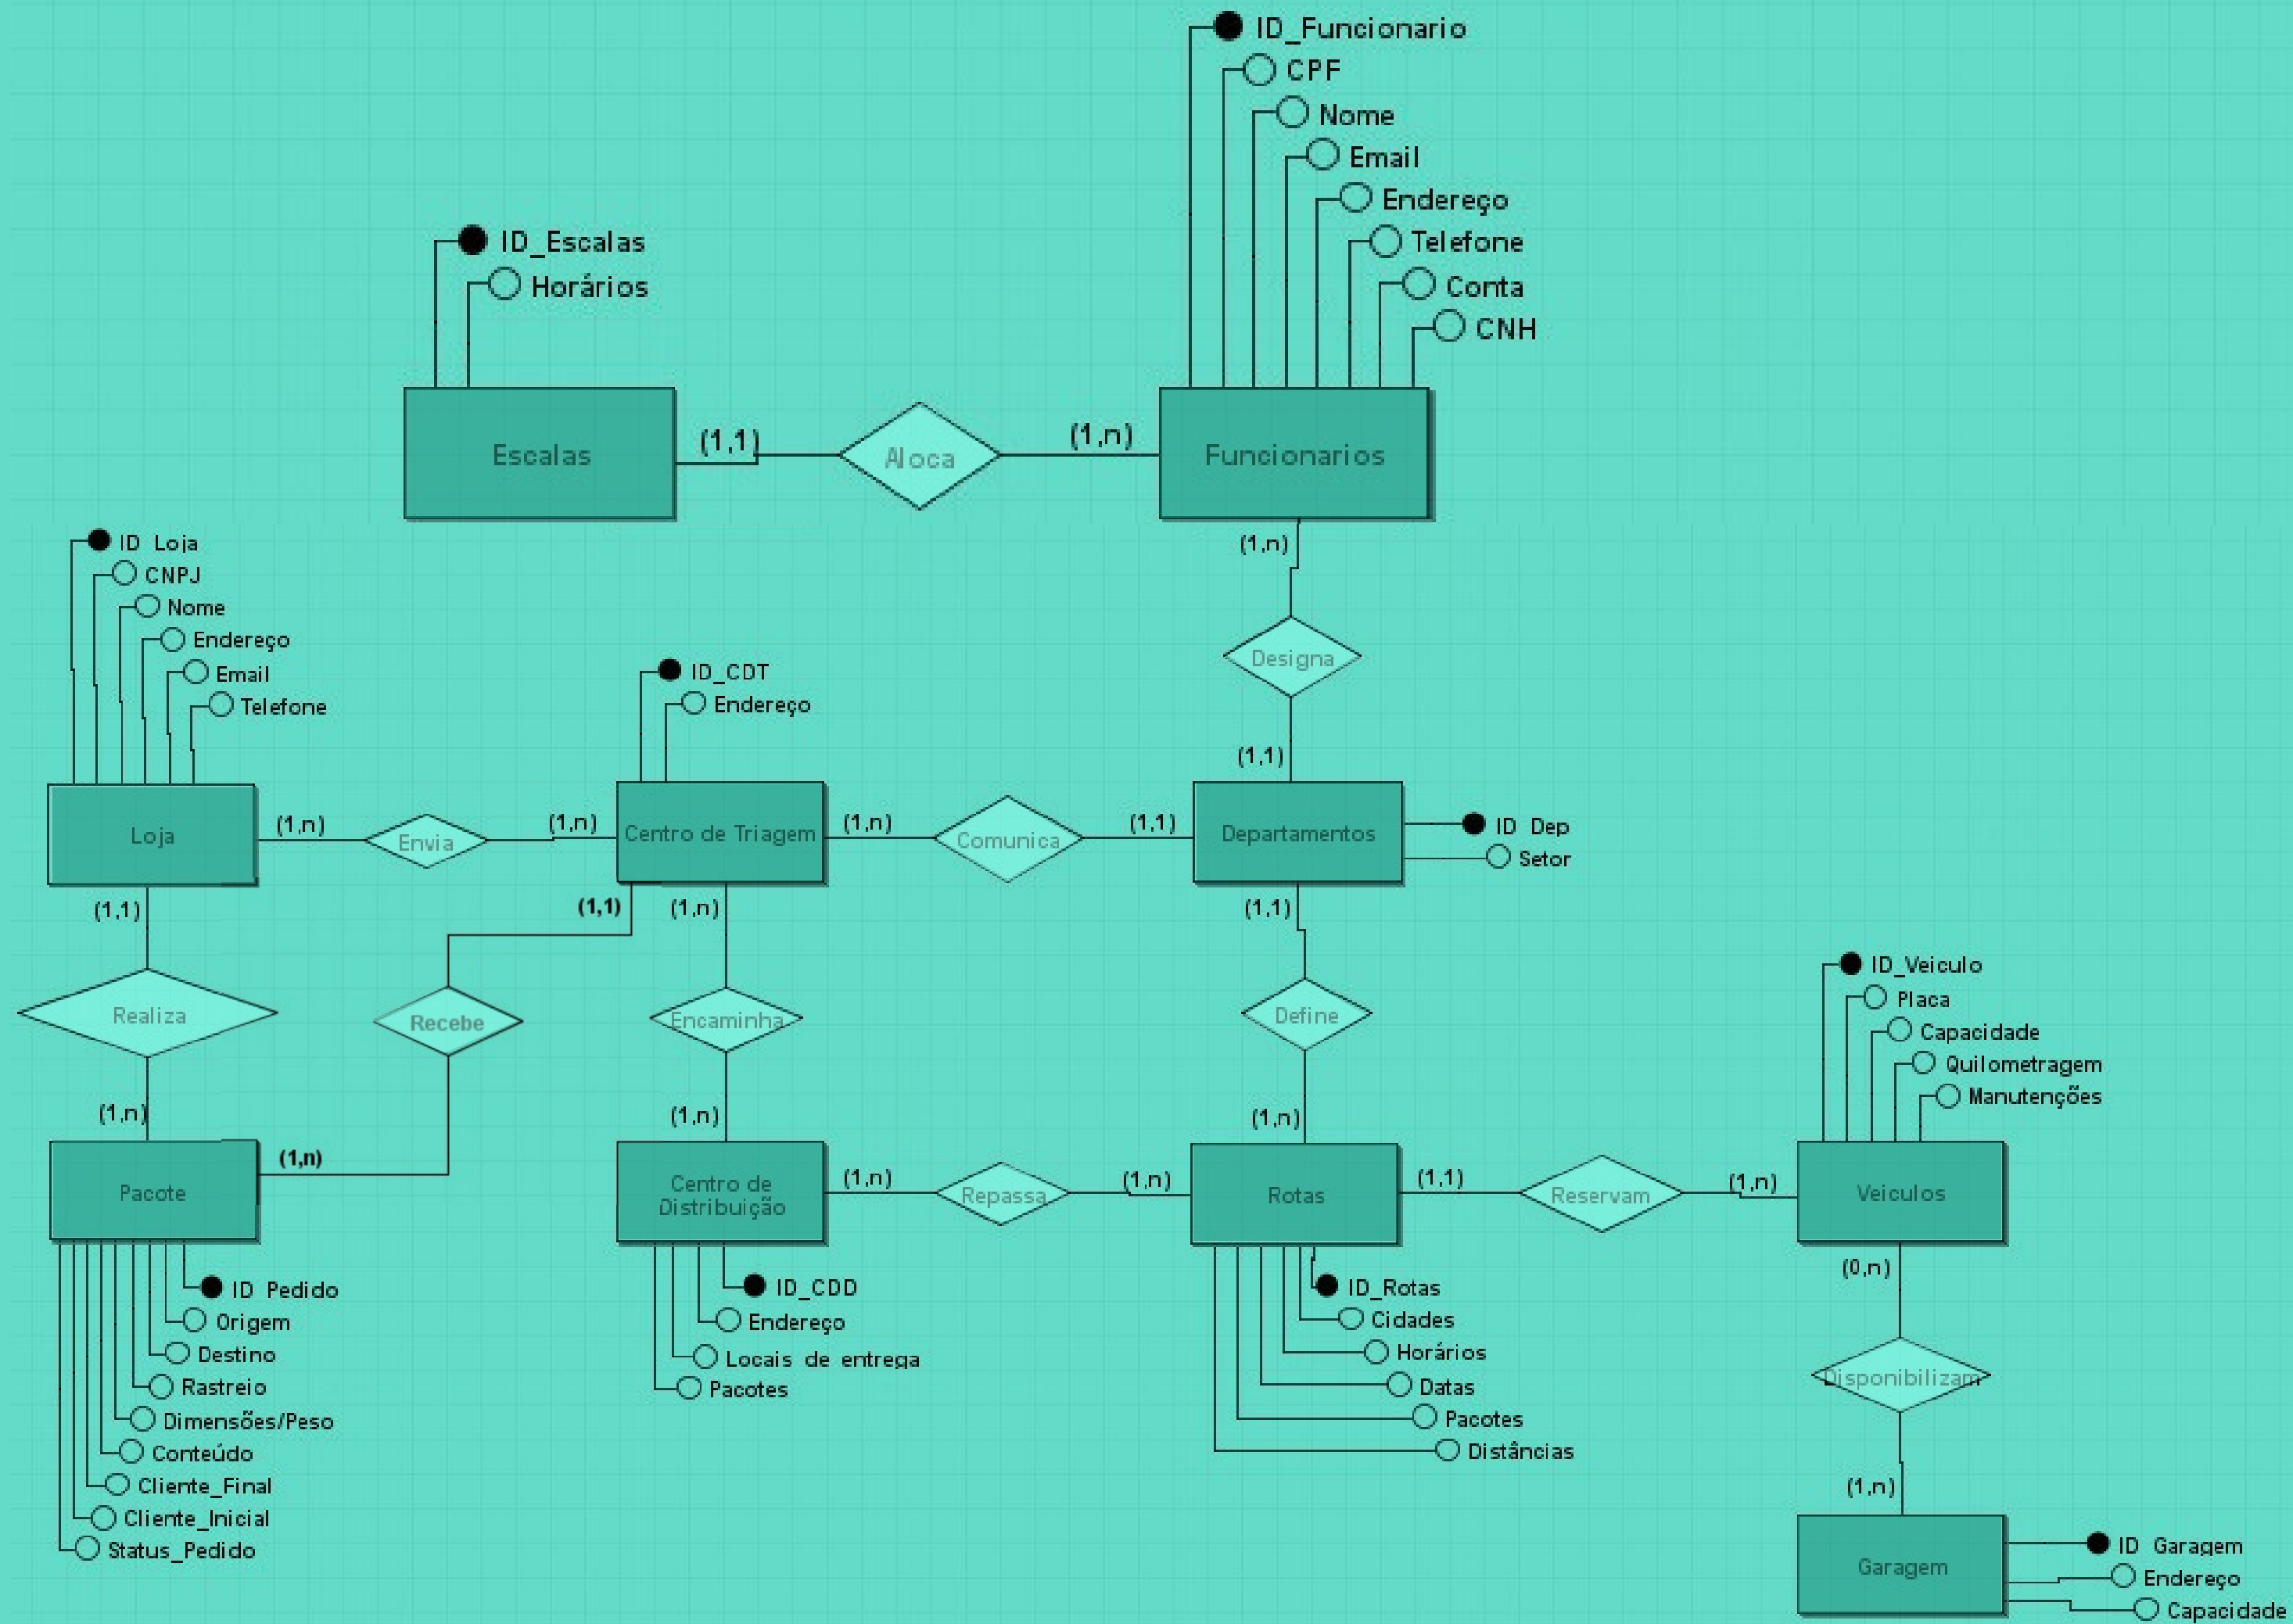 ID_Funcionario
CPF
Nome
Email
Endereço
Telefone
Conta
CNH
ID_Escalas
Horários
Escalas
(1,1)
Aloca
(1,n)
Funcionarios
(1,n)
Designa
(1,1)
ID Loja
CNPJ
Nome
Endereço
Email
Telefone
ID_CDT
Endereço
Loja
(1,n)
Envia
(1,n)
Centro de Triagem
(1,n)
Comunica
(1,1)
Departamentos
ID Dep
Setor
(1,1)
(1,1)
(1,n)
(1,1)
Realiza
Recebe
Encaminha
Define
ID_Veiculo
Placa
Capacidade
Quilometragem
Manutenções
(1,n)
(1,n)
(1,n)
(1,n)
Pacote
Centro de
Distribuição
(1,n)
Repassa
(1,n)
Rotas
(1,1)
Reservam
(1,n)
Veiculos
ID Pedido
Origem
Destino
Rastreio
Dimensões/Peso
Conteúdo
Cliente_Final
Cliente_Inicial
Status_Pedido
ID_CDD
Endereço
Locais de entrega
Pacotes
ID_Rotas
Cidades
Horários
Datas
Pacotes
Distâncias
(0,n)
Disponibilizam
(1,n)
Garagem
ID Garagem
Endereço
Capacidade